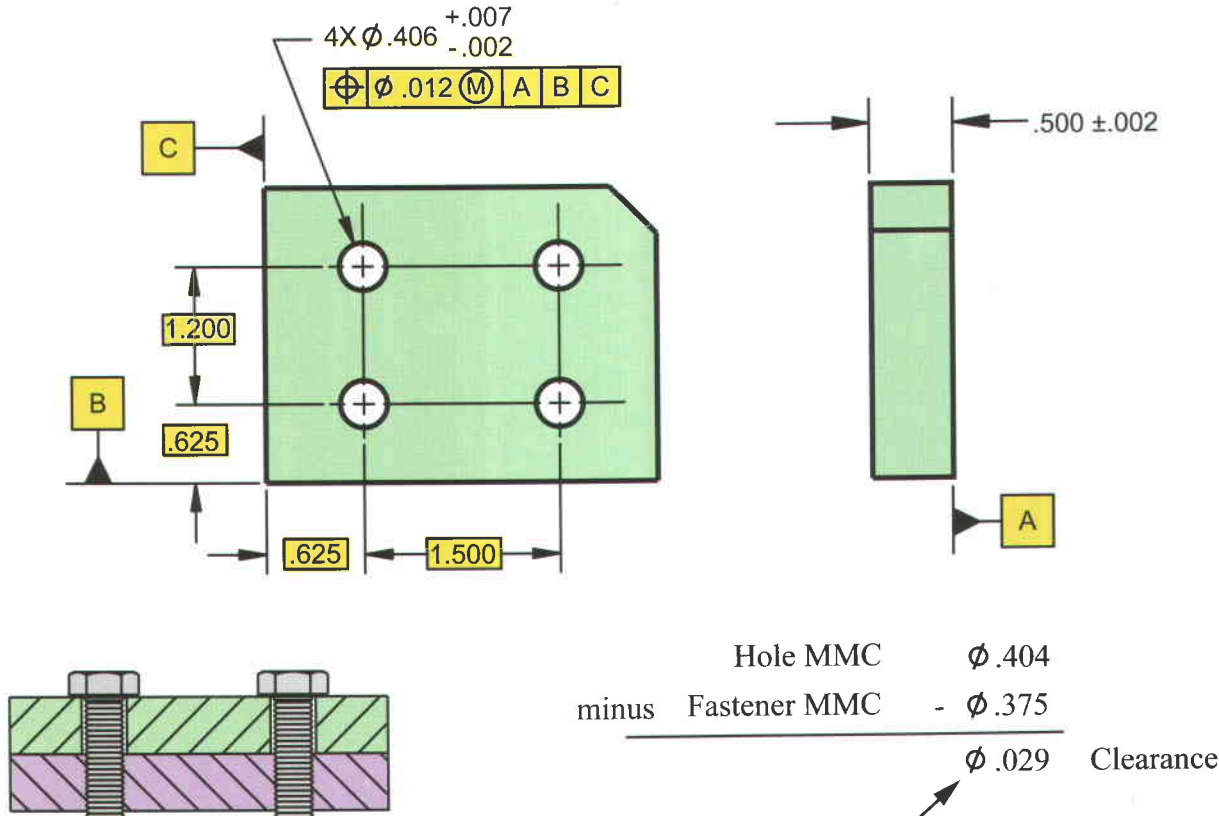 4X Ø .406 +.007
-.002
⌖ Ø .012 Ⓜ A B C
C
.500 ±.002
1.200
B
.625
.625
1.500
A
Hole MMC Ø .404
minus Fastener MMC - Ø .375
Ø .029 Clearance